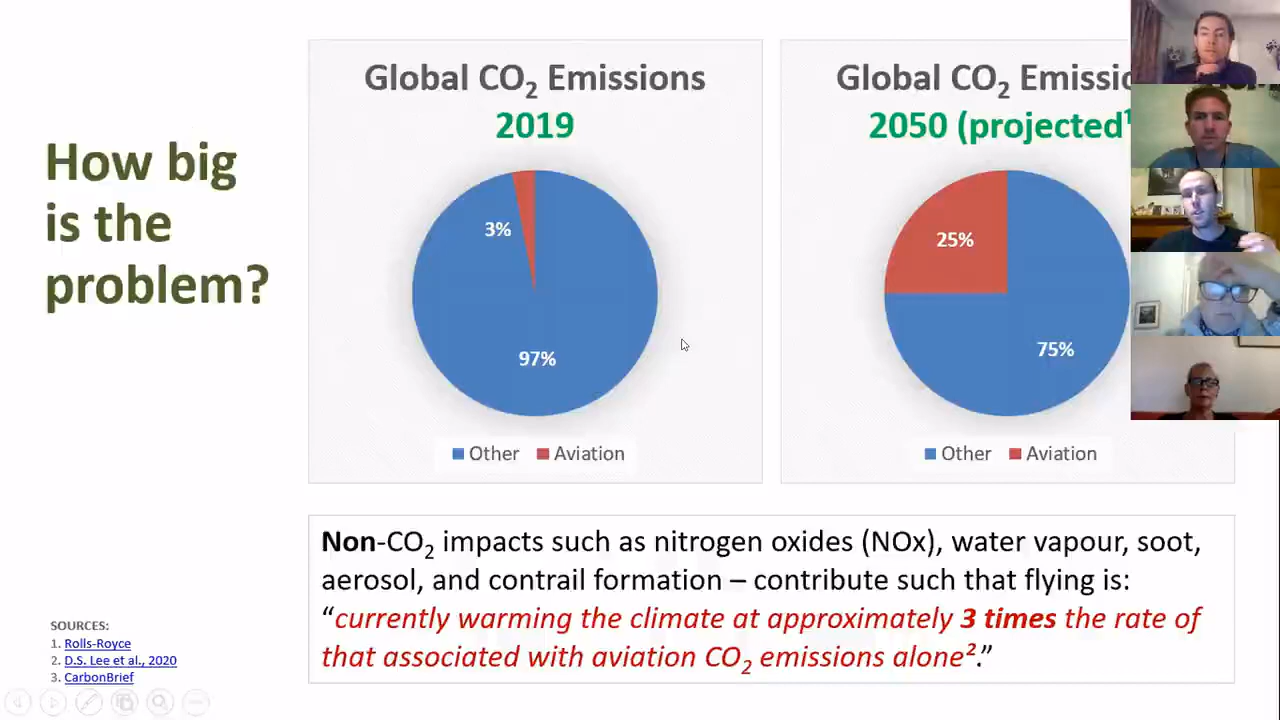 How big
is the
problem?
Global CO₂ Emissions
2019
3%
97%
Other Aviation
Global CO₂
2050 (projected¹
25%
75%
Other Aviation
Non-CO₂ impacts such as nitrogen oxides (NOx), water vapour, soot,
aerosol, and contrail formation – contribute such that flying is:
“currently warming the climate at approximately 3 times the rate of
that associated with aviation CO₂ emissions alone².”
SOURCES:
1. Rolls-Royce
2. D.S. Lee et al., 2020
3. CarbonBrief